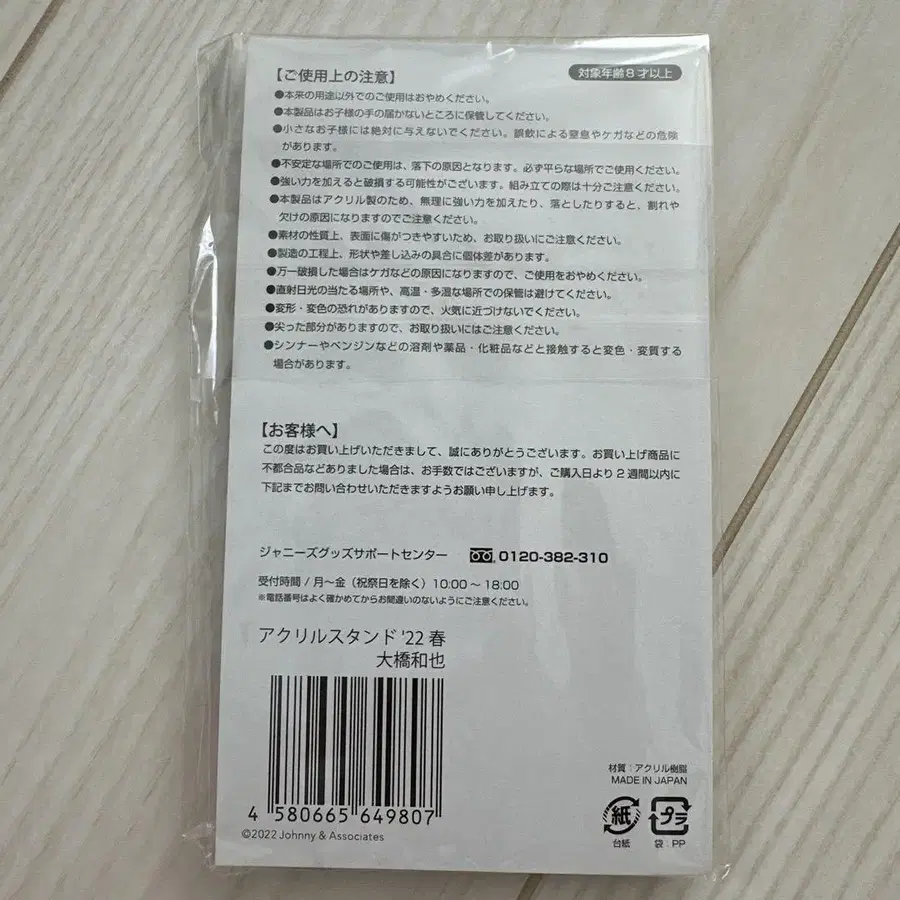 【ご使用上の注意】
対象年齢8才以上
●本来の用途以外でのご使用はおやめください。
●本製品はお子様の手の届かないところに保管してください。
●小さなお子様には絶対に与えないでください。誤飲による窒息やケガなどの危険
があります。
●不安定な場所でのご使用は、落下の原因となります。必ず平らな場所でご使用ください。
●強い力を加えると破損する可能性がございます。組み立ての際は十分ご注意ください。
●本製品はアクリル製のため、無理に強い力を加えたり、落としたりすると、割れや
欠けの原因になりますのでご注意ください。
●素材の性質上、表面に傷がつきやすいため、お取り扱いにご注意ください。
●製造の工程上、形状や差し込みの具合に個体差があります。
●万一破損した場合はケガなどの原因になりますので、ご使用をおやめください。
●直射日光の当たる場所や、高温・多湿な場所での保管は避けてください。
●変形・変色の恐れがありますので、火気に近づけないでください。
●尖った部分がありますので、お取り扱いにはご注意ください。
●シンナーやベンジンなどの溶剤や薬品・化粧品などと接触すると変色・変質する
場合があります。
【お客様へ】
この度はお買い上げいただきまして、誠にありがとうございます。お買い上げ商品に
不都合品などありました場合は、お手数ではございますが、ご購入日より2週間以内に
下記までお問い合わせいただきますようお願い申し上げます。
ジャニーズグッズサポートセンター 0120-382-310
受付時間/月〜金(祝祭日を除く)10:00〜18:00
※電話番号はよく確かめてからお間違いのないようにご注意ください。
アクリルスタンド '22 春
大橋和也
4 580665 649807
©2022 Johnny & Associates
材質:アクリル樹脂
MADE IN JAPAN
紙 プラ
台紙 袋:PP